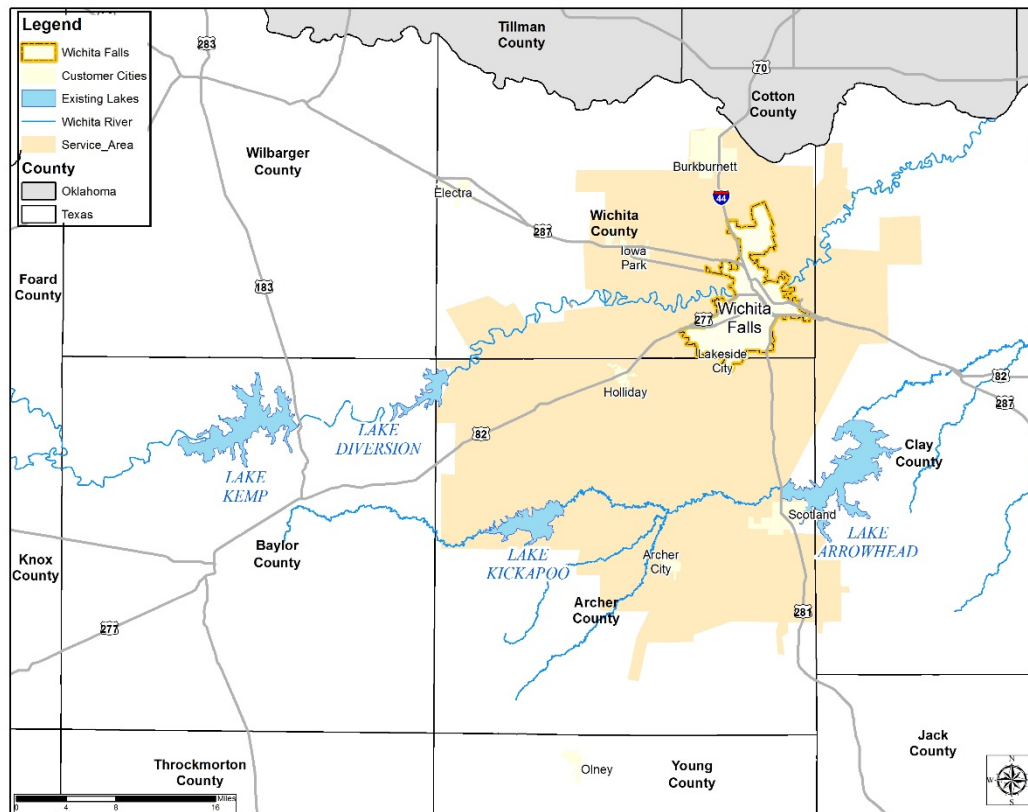 Legend
Wichita Falls
Customer Cities
Existing Lakes
Wichita River
Service_Area
County
Oklahoma
Texas
Tillman
County
283
70
Cotton
County
Wilbarger
County
Burkburnett
Electra
44
Wichita
County
287
Iowa
Park
Foard
County
183
Wichita
Falls
277
Lakeside
City
82
287
Holliday
82
LAKE
DIVERSION
Clay
County
LAKE
KEMP
Scotland
LAKE
ARROWHEAD
Knox
County
Baylor
County
LAKE
KICKAPOO
Archer
City
Archer
County
281
277
Jack
County
Throckmorton
County
Olney
Young
County
N
W
E
S
Miles
0 4 8 16